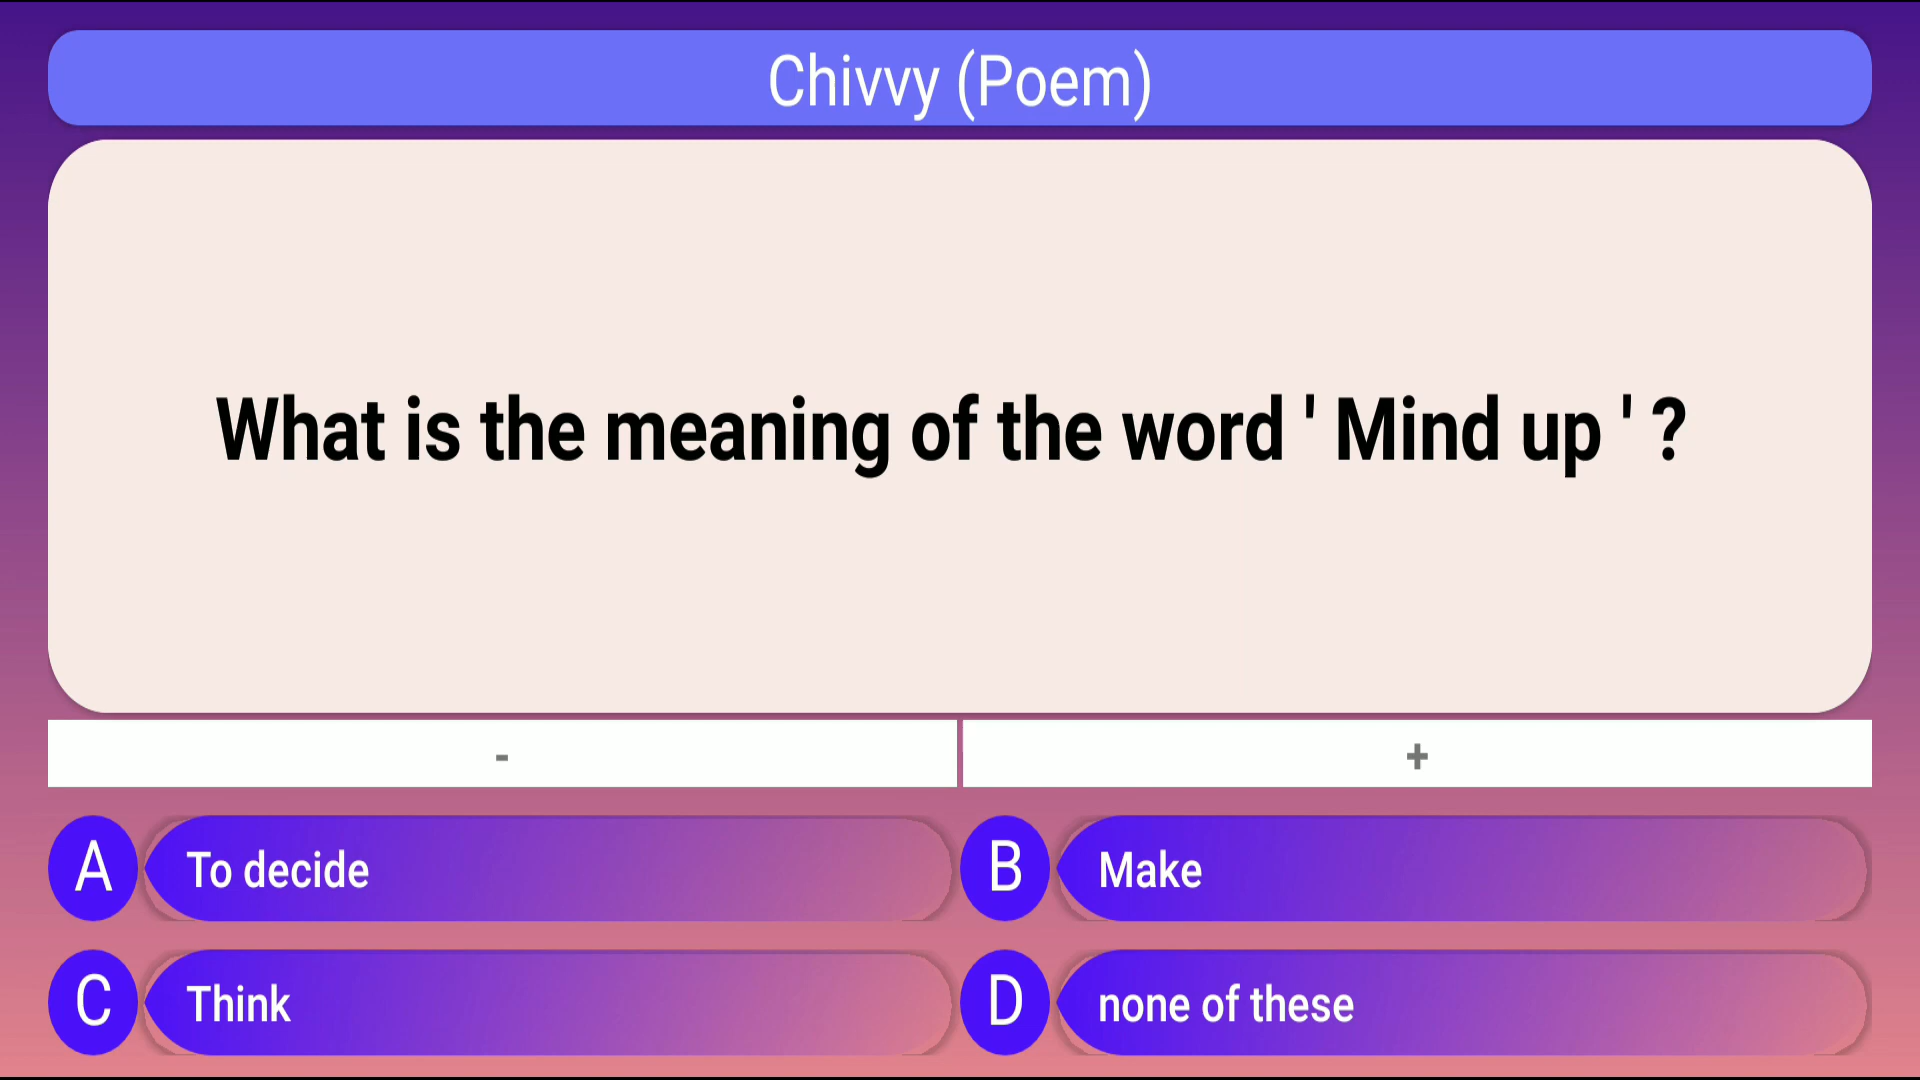 Chivvy (Poem)
What is the meaning of the word ' Mind up ' ?
-
+
A
To decide
B
Make
C
Think
D
none of these